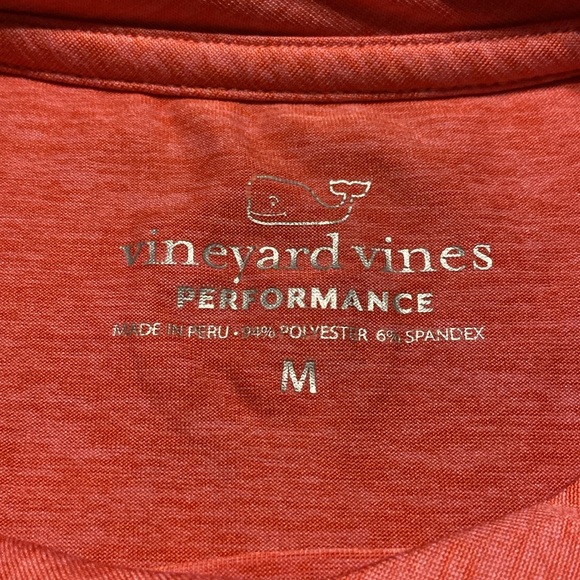 vineyard vines
PERFORMANCE
MADE IN PERU • 94% POLYESTER 6% SPANDEX
M